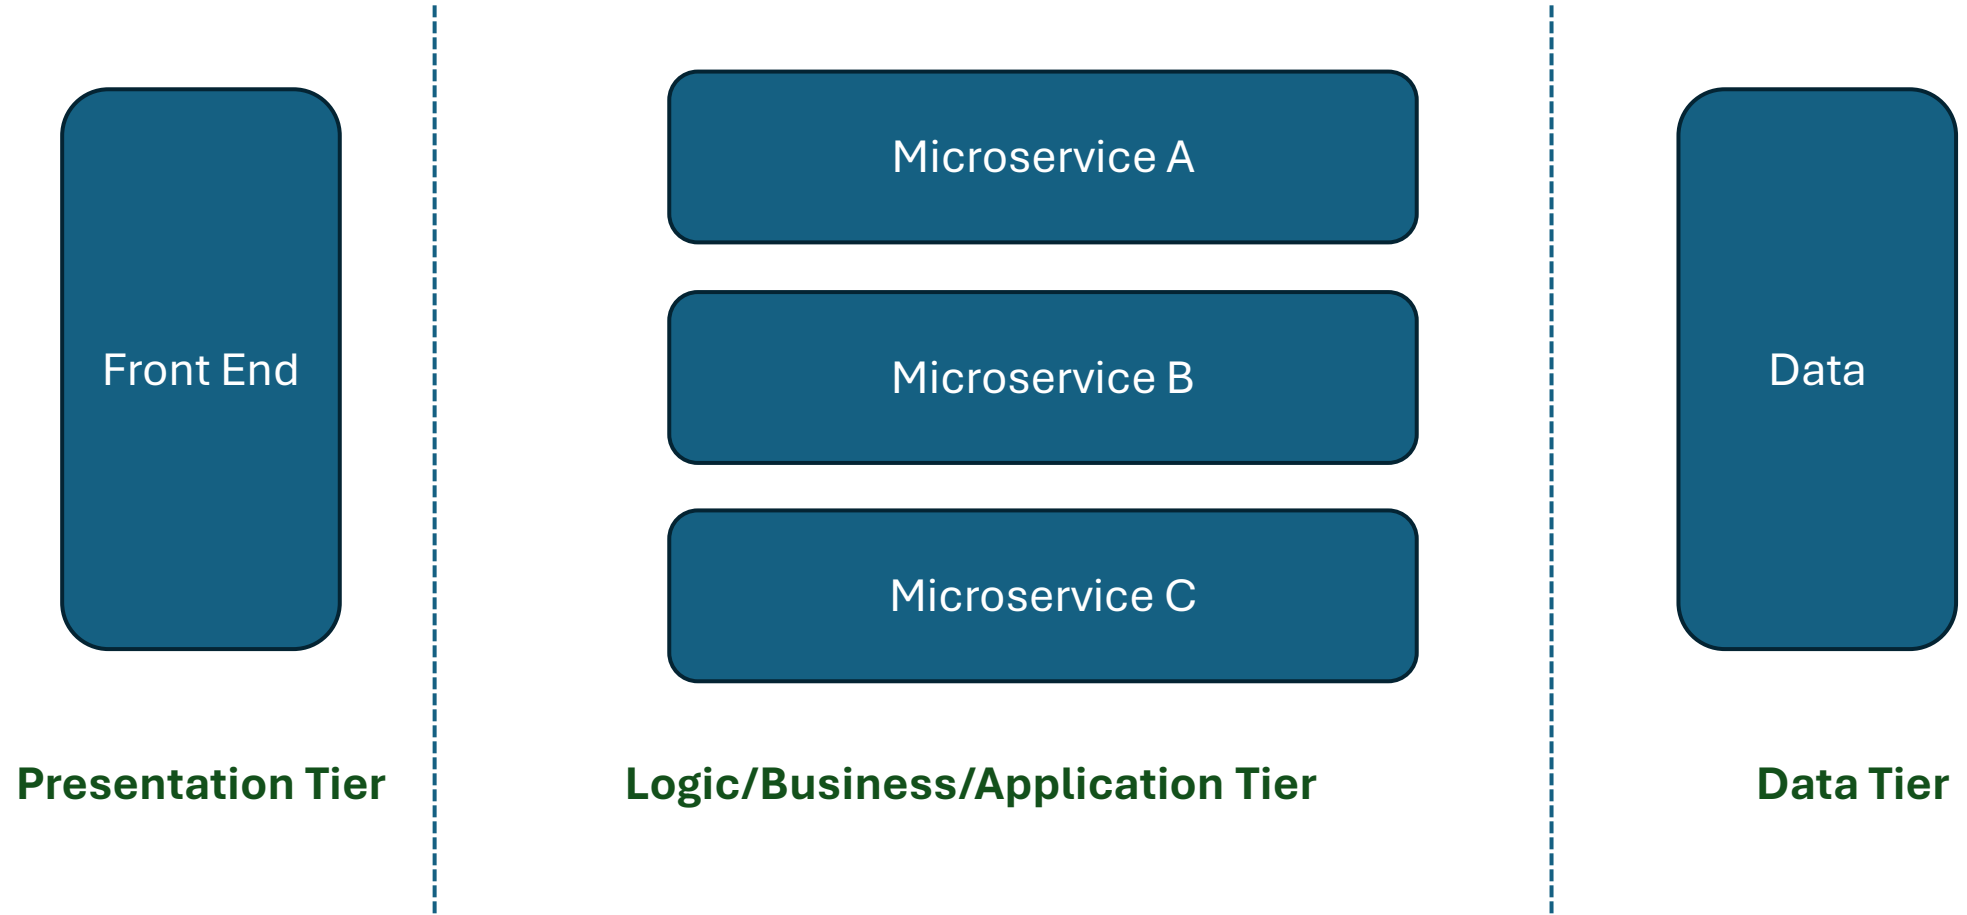 Front End
Microservice A
Microservice B
Microservice C
Data
Presentation Tier
Logic/Business/Application Tier
Data Tier